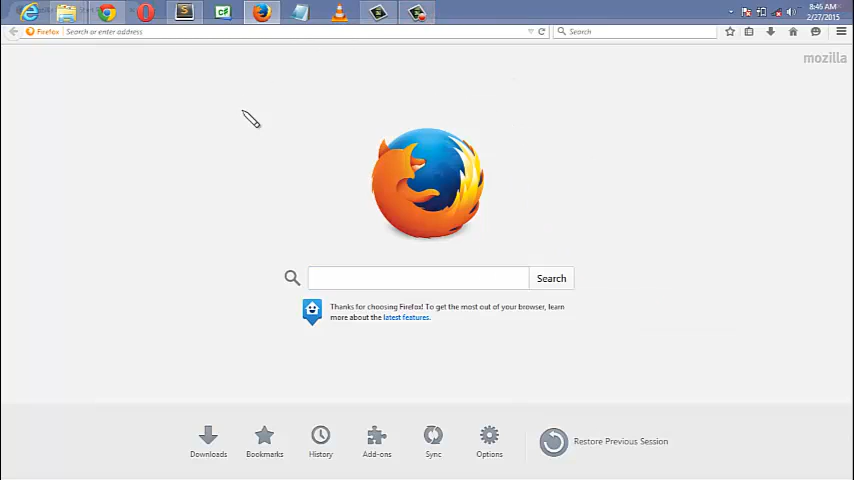 8:46 AM
2/27/2015
Firefox
Search or enter address
Search
mozilla
Search
Thanks for choosing Firefox! To get the most out of your browser, learn
more about the latest features.
Downloads
Bookmarks
History
Add-ons
Sync
Options
Restore Previous Session